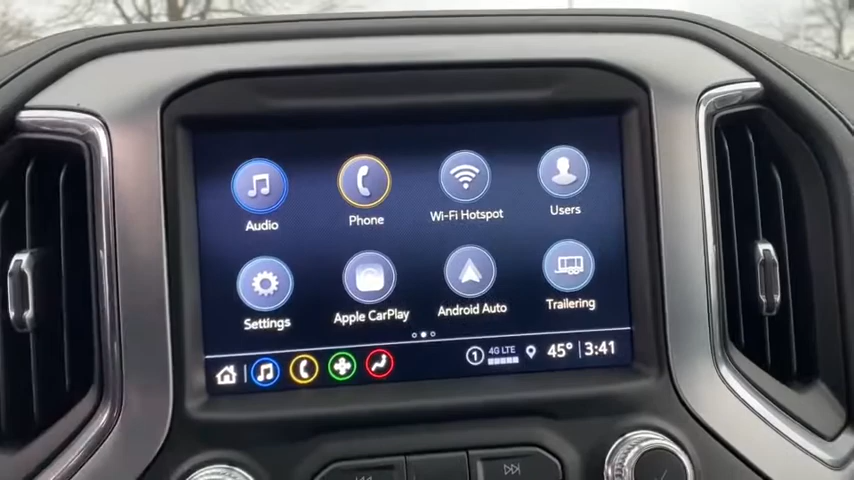 Audio Phone Wi-Fi Hotspot Users
Settings Apple CarPlay Android Auto Trailering
1 4G LTE 45° 3:41